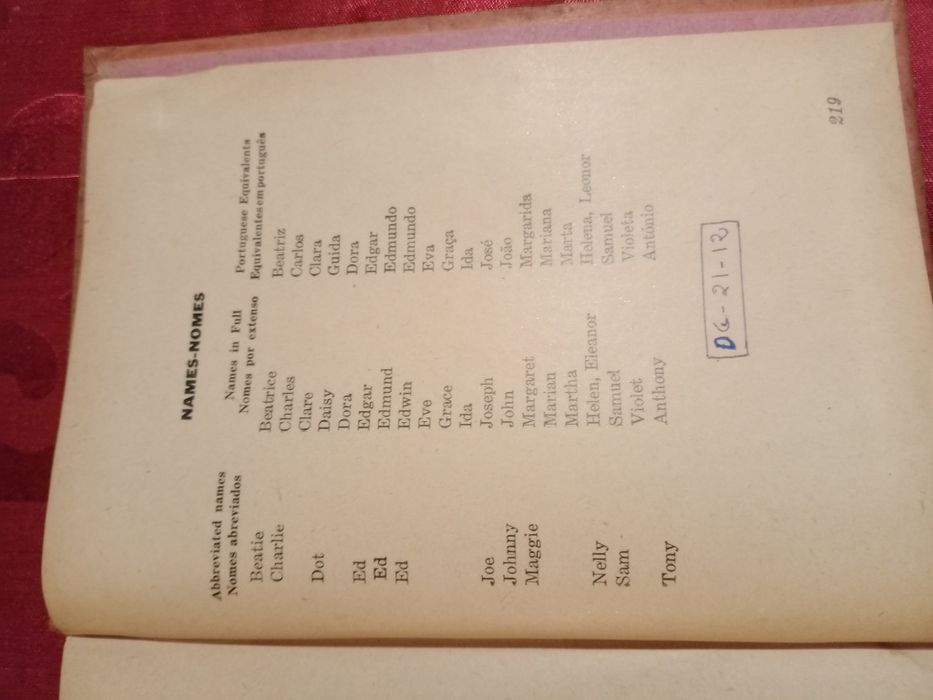 NAMES-NOMES
Abbreviated names Names in Full Portuguese Equivalents
Nomes abreviados Nomes por extenso Equivalentes em português
Beatie Beatrice Beatriz
Charlie Charles Carlos
Clare Clara
Dot Daisy Guida
Dora Dora
Ed Edgar Edgar
Ed Edmund Edmundo
Ed Edwin Edmundo
Eve Eva
Grace Graça
Ida Ida
Joe Joseph José
Johnny John João
Maggie Margaret Margarida
Marian Mariana
Martha Marta
Nelly Helen, Eleanor Helena, Leonor
Sam Samuel Samuel
Violet Violeta
Tony Anthony António
DG-21-12
219